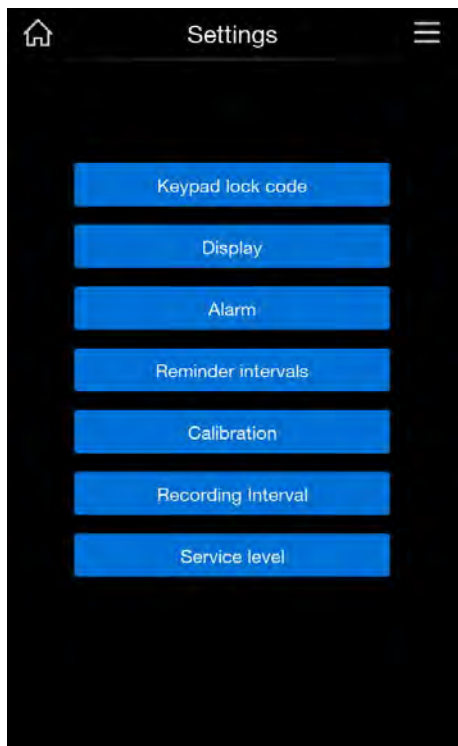 Settings
Keypad lock code
Display
Alarm
Reminder intervals
Calibration
Recording Interval
Service level